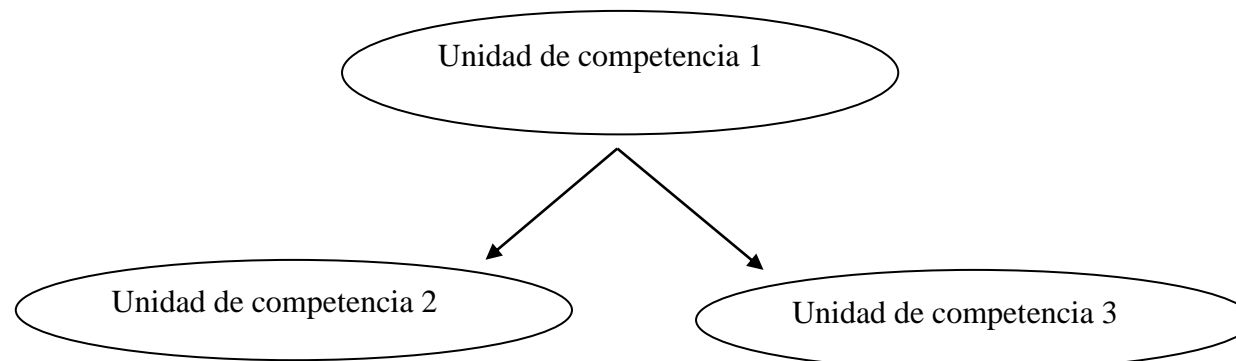 Unidad de competencia 1
Unidad de competencia 2
Unidad de competencia 3